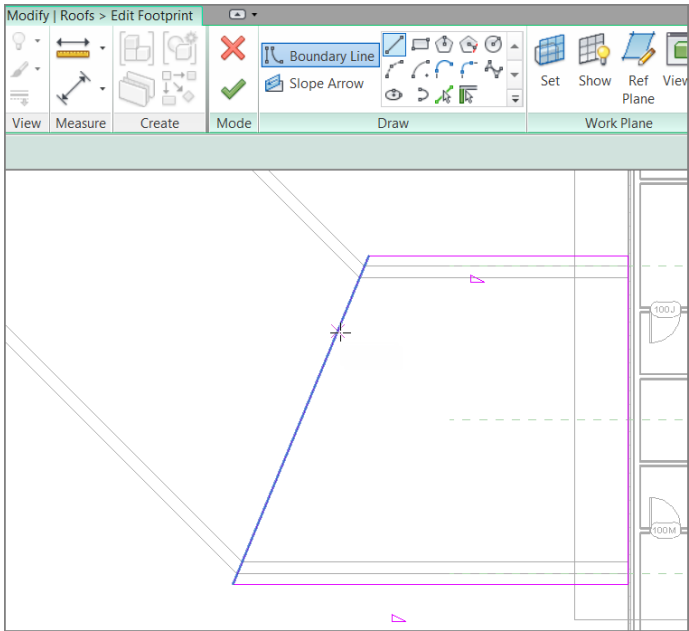 Modify | Roofs > Edit Footprint
Boundary Line
Slope Arrow
Set Show Ref Plane View
View Measure Create Mode Draw Work Plane
100J
100M